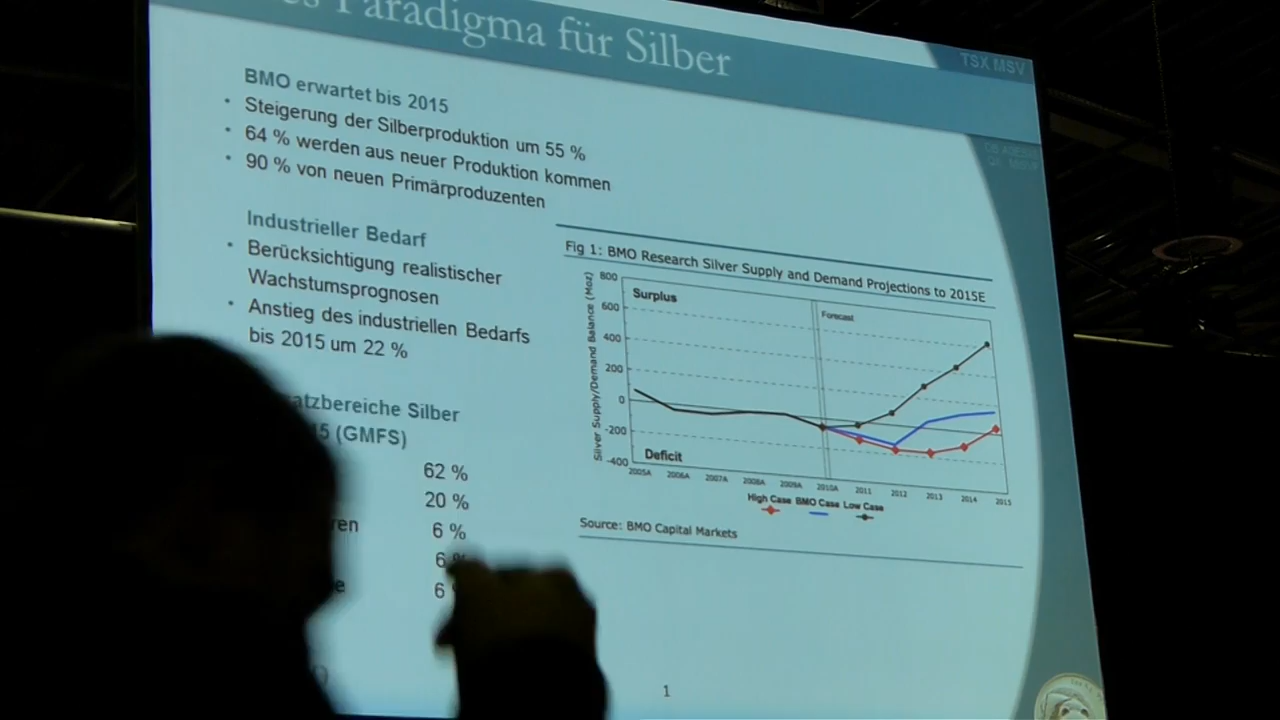 Paradigma für Silber
TSX MSV
BMO erwartet bis 2015
• Steigerung der Silberproduktion um 55 %
• 64 % werden aus neuer Produktion kommen
• 90 % von neuen Primärproduzenten
Industrieller Bedarf
• Berücksichtigung realistischer
Wachstumsprognosen
• Anstieg des industriellen Bedarfs
bis 2015 um 22 %
Silber
(GMFS)
62 %
20 %
6 %
6 %
6
Fig 1: BMO Research Silver Supply and Demand Projections to 2015E
Silver Supply/Demand Balance (Moz)
800
600
400
200
0
-200
-400
Surplus
Forecast
Deficit
2005A 2006A 2007A 2008A 2009A 2010A 2011 2012 2013 2014 2015
High Case BMO Case Low Case
Source: BMO Capital Markets
1